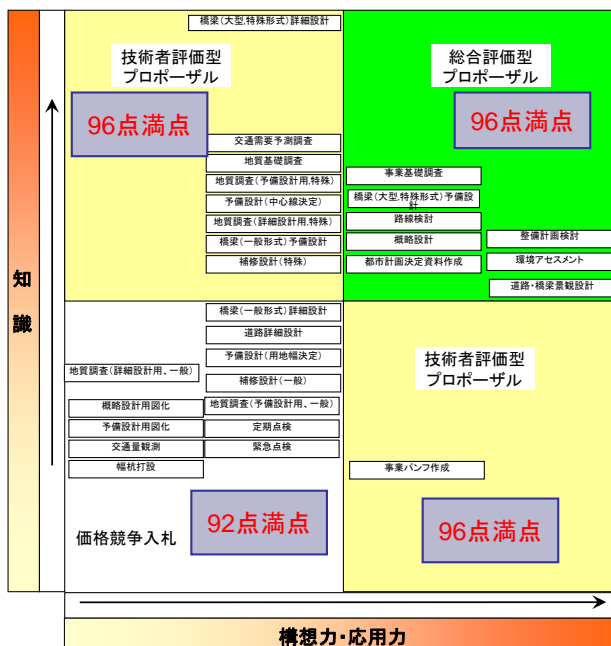 橋梁(大型,特殊形式)詳細設計
技術者評価型
プロポーザル
96点満点
交通需要予測調査
地質基礎調査
地質調査(予備設計用,特殊)
予備設計(中心線決定)
地質調査(詳細設計用,特殊)
橋梁(一般形式)予備設計
補修設計(特殊)
総合評価型
プロポーザル
96点満点
事業基礎調査
橋梁(大型,特殊形式)予備設
計
路線検討
概略設計
都市計画決定資料作成
整備計画検討
環境アセスメント
道路・橋梁景観設計
知
識
橋梁(一般形式)詳細設計
道路詳細設計
予備設計(用地幅決定)
地質調査(詳細設計用、一般)
補修設計(一般)
概略設計用図化
地質調査(予備設計用、一般)
予備設計用図化
定期点検
交通量観測
緊急点検
幅杭打設
価格競争入札
92点満点
技術者評価型
プロポーザル
事業パンフ作成
96点満点
構想力・応用力